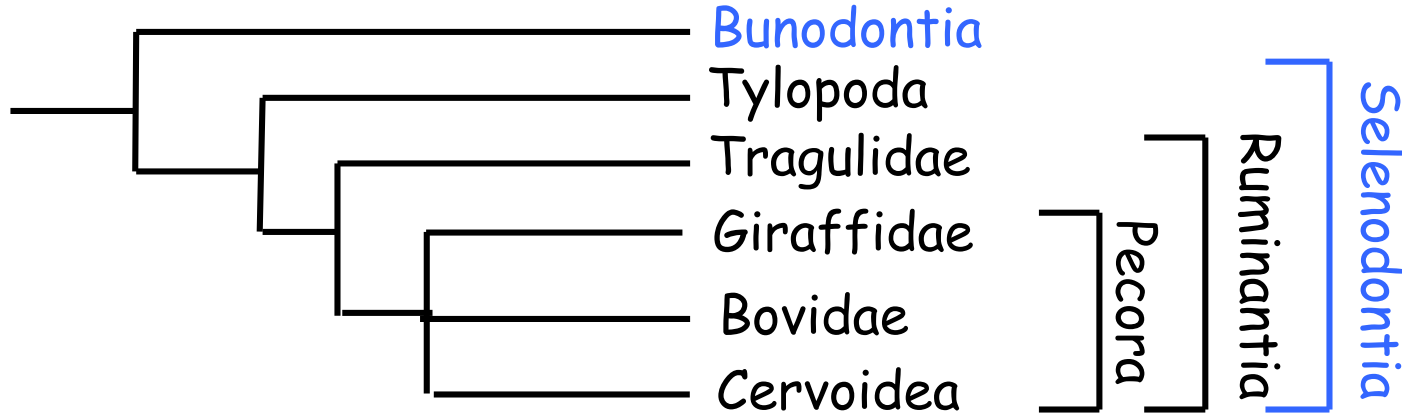 Bunodontia
Tylopoda
Tragulidae
Giraffidae
Bovidae
Cervoidea
Pecora
Ruminantia
Selenodontia